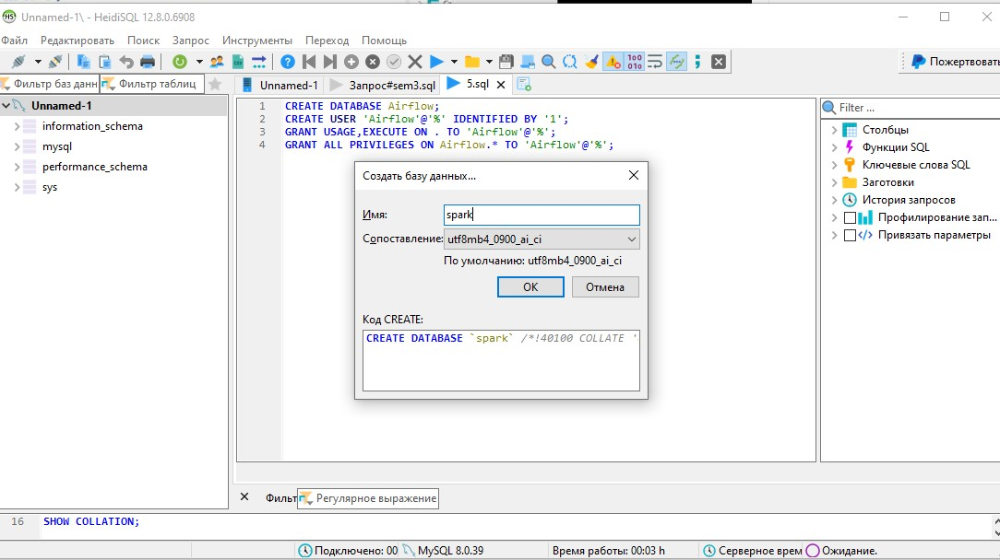 Unnamed-1\ - HeidiSQL 12.8.0.6908
Файл Редактировать Поиск Запрос Инструменты Переход Помощь
Пожертвовать
Фильтр баз данн Фильтр таблиц
Unnamed-1 Запрос#sem3.sql 5.sql
Unnamed-1
information_schema
mysql
performance_schema
sys
1 CREATE DATABASE Airflow;
2 CREATE USER 'Airflow'@'%' IDENTIFIED BY '1';
3 GRANT USAGE,EXECUTE ON . TO 'Airflow'@'%';
4 GRANT ALL PRIVILEGES ON Airflow.* TO 'Airflow'@'%';
Filter ...
Столбцы
Функции SQL
Ключевые слова SQL
Заготовки
История запросов
Профилирование зап...
Привязать параметры
Создать базу данных...
Имя: spark
Сопоставление: utf8mb4_0900_ai_ci
По умолчанию: utf8mb4_0900_ai_ci
OK Отмена
Код CREATE:
CREATE DATABASE `spark` /*!40100 COLLATE '
Фильт Регулярное выражение
16 SHOW COLLATION;
Подключено: 00 MySQL 8.0.39 Время работы: 00:03 h Серверное врем Ожидание.